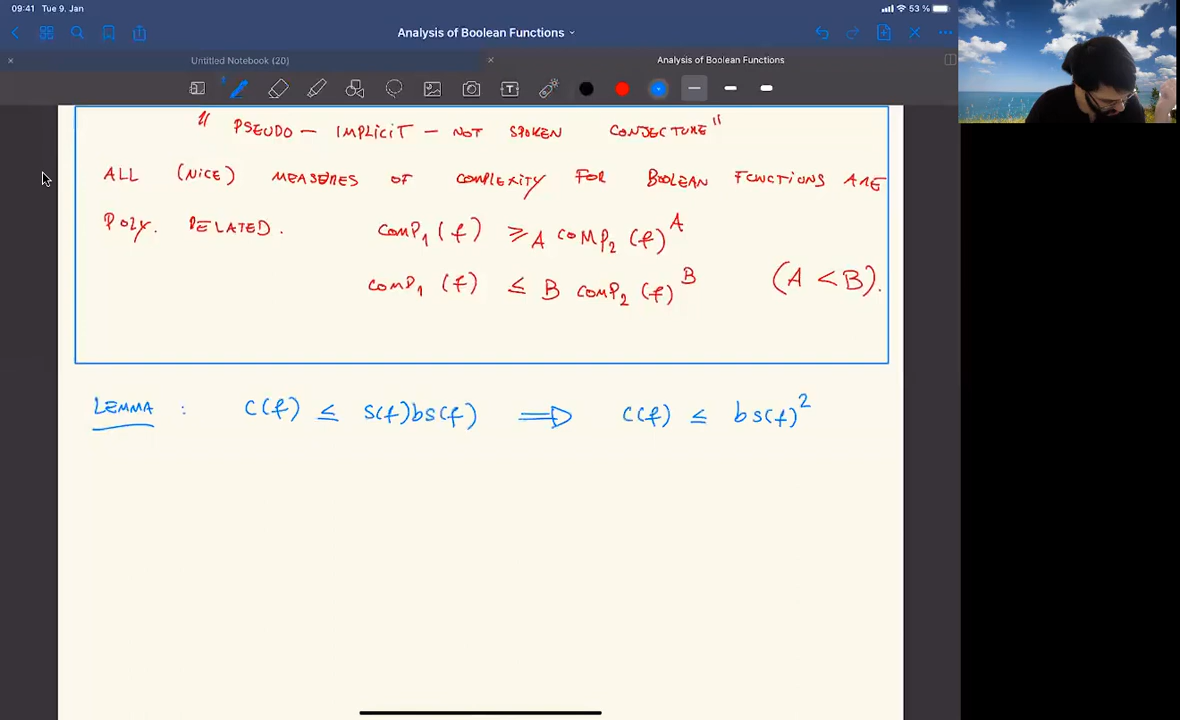 09:41 Tue 9. Jan
53 %
Analysis of Boolean Functions
Untitled Notebook (20)
Analysis of Boolean Functions
" PSEUDO - IMPLICIT - NOT SPOKEN CONJECTURE "
ALL (NICE) MEASURES OF COMPLEXITY FOR BOOLEAN FUNCTIONS ARE
POLY. RELATED. COMP₁(f) ≥ A COMP₂(f)^A
COMP₁(f) ≤ B COMP₂(f)^B (A < B).
LEMMA : C(f) ≤ S(f)bS(f) ⟹ C(f) ≤ bS(f)²